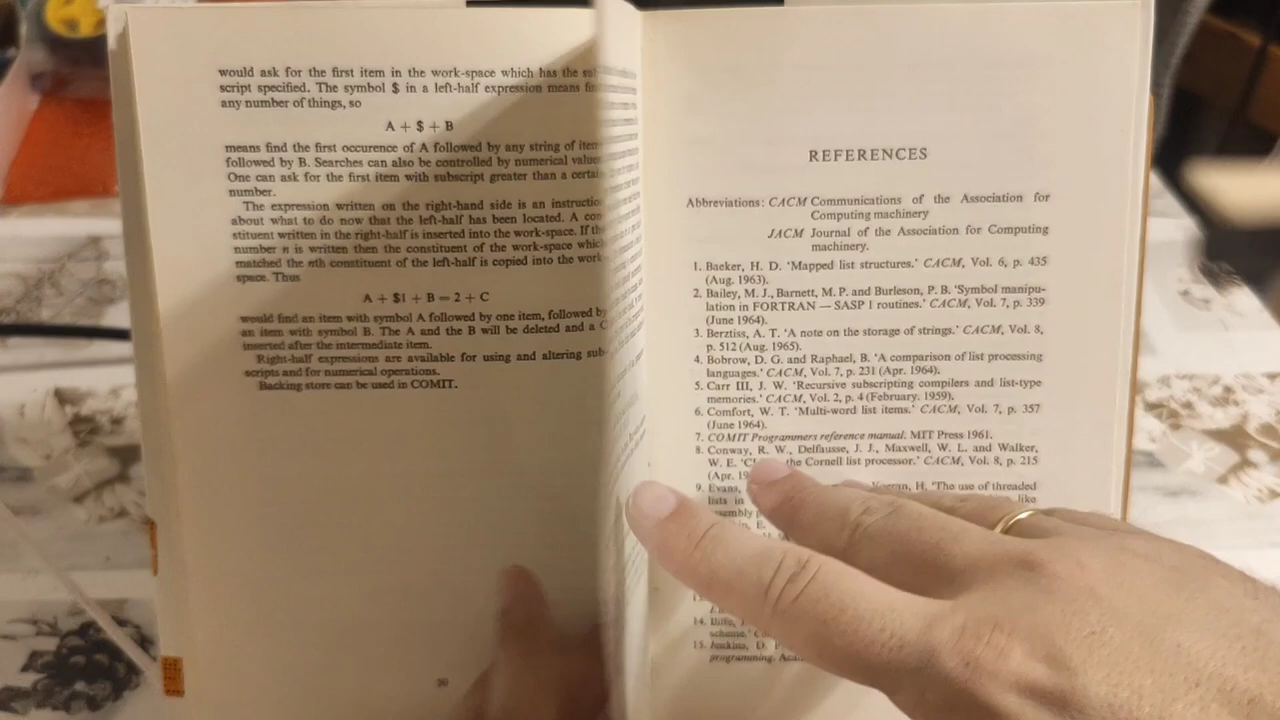 would ask for the first item in the work-space which has the
script specified. The symbol $ in a left-half expression means
any number of things, so
A + $ + B
means find the first occurence of A followed by any string of
followed by B. Searches can also be controlled by numerical
One can ask for the first item with subscript greater than a
number.
The expression written on the right-hand side is an
about what to do now that the left-half has been located. A
stituent written in the right-half is inserted into the work-space. If
number n is written then the constituent of the work-space
matched the nth constituent of the left-half is copied into the work
space. Thus
A + $1 + B = 2 + C
would find an item with symbol A followed by one item, followed by
an item with symbol B. The A and the B will be deleted and a C
inserted after the intermediate item.
Right-half expressions are available for using and altering sub-
scripts and for numerical operations.
Backing store can be used in COMIT.
REFERENCES
Abbreviations: CACM Communications of the Association for
Computing machinery
JACM Journal of the Association for Computing
machinery.
1. Baeker, H. D. ‘Mapped list structures.’ CACM, Vol. 6, p. 435
(Aug. 1963).
2. Bailey, M. J., Barnett, M. P. and Burleson, P. B. ‘Symbol manipu-
lation in FORTRAN — SASP I routines.’ CACM, Vol. 7, p. 339
(June 1964).
3. Berztiss, A. T. ‘A note on the storage of strings.’ CACM, Vol. 8,
p. 512 (Aug. 1965).
4. Bobrow, D. G. and Raphael, B. ‘A comparison of list processing
languages.’ CACM, Vol. 7, p. 231 (Apr. 1964).
5. Carr III, J. W. ‘Recursive subscripting compilers and list-type
memories.’ CACM, Vol. 2, p. 4 (February. 1959).
6. Comfort, W. T. ‘Multi-word list items.’ CACM, Vol. 7, p. 357
(June 1964).
7. COMIT Programmers reference manual. MIT Press 1961.
8. Conway, R. W., Delfausse, J. J., Maxwell, W. L. and Walker,
W. E. the Cornell list processor.’ CACM, Vol. 8, p. 215
(Apr.
9. Evans, H. ‘The use of threaded
lists in like
14. Iliffe,
scheme.’
15. Jenkins, D.
programming.